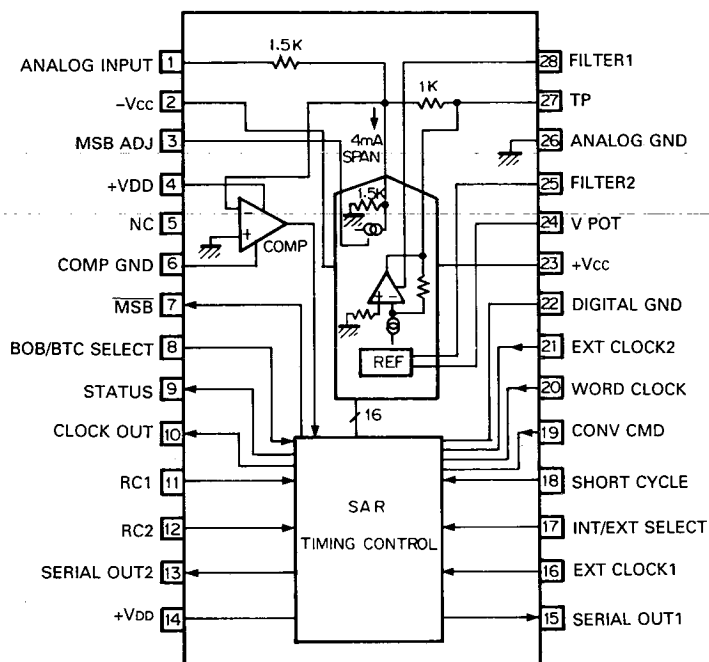 ANALOG INPUT 1
-Vcc 2
MSB ADJ 3
+VDD 4
NC 5
COMP GND 6
MSB 7
BOB/BTC SELECT 8
STATUS 9
CLOCK OUT 10
RC1 11
RC2 12
SERIAL OUT2 13
+VDD 14
1.5K
1K
4mA
SPAN
1.5K
- + COMP
+ -
REF
16
SAR
TIMING CONTROL
28 FILTER1
27 TP
26 ANALOG GND
25 FILTER2
24 V POT
23 +Vcc
22 DIGITAL GND
21 EXT CLOCK2
20 WORD CLOCK
19 CONV CMD
18 SHORT CYCLE
17 INT/EXT SELECT
16 EXT CLOCK1
15 SERIAL OUT1